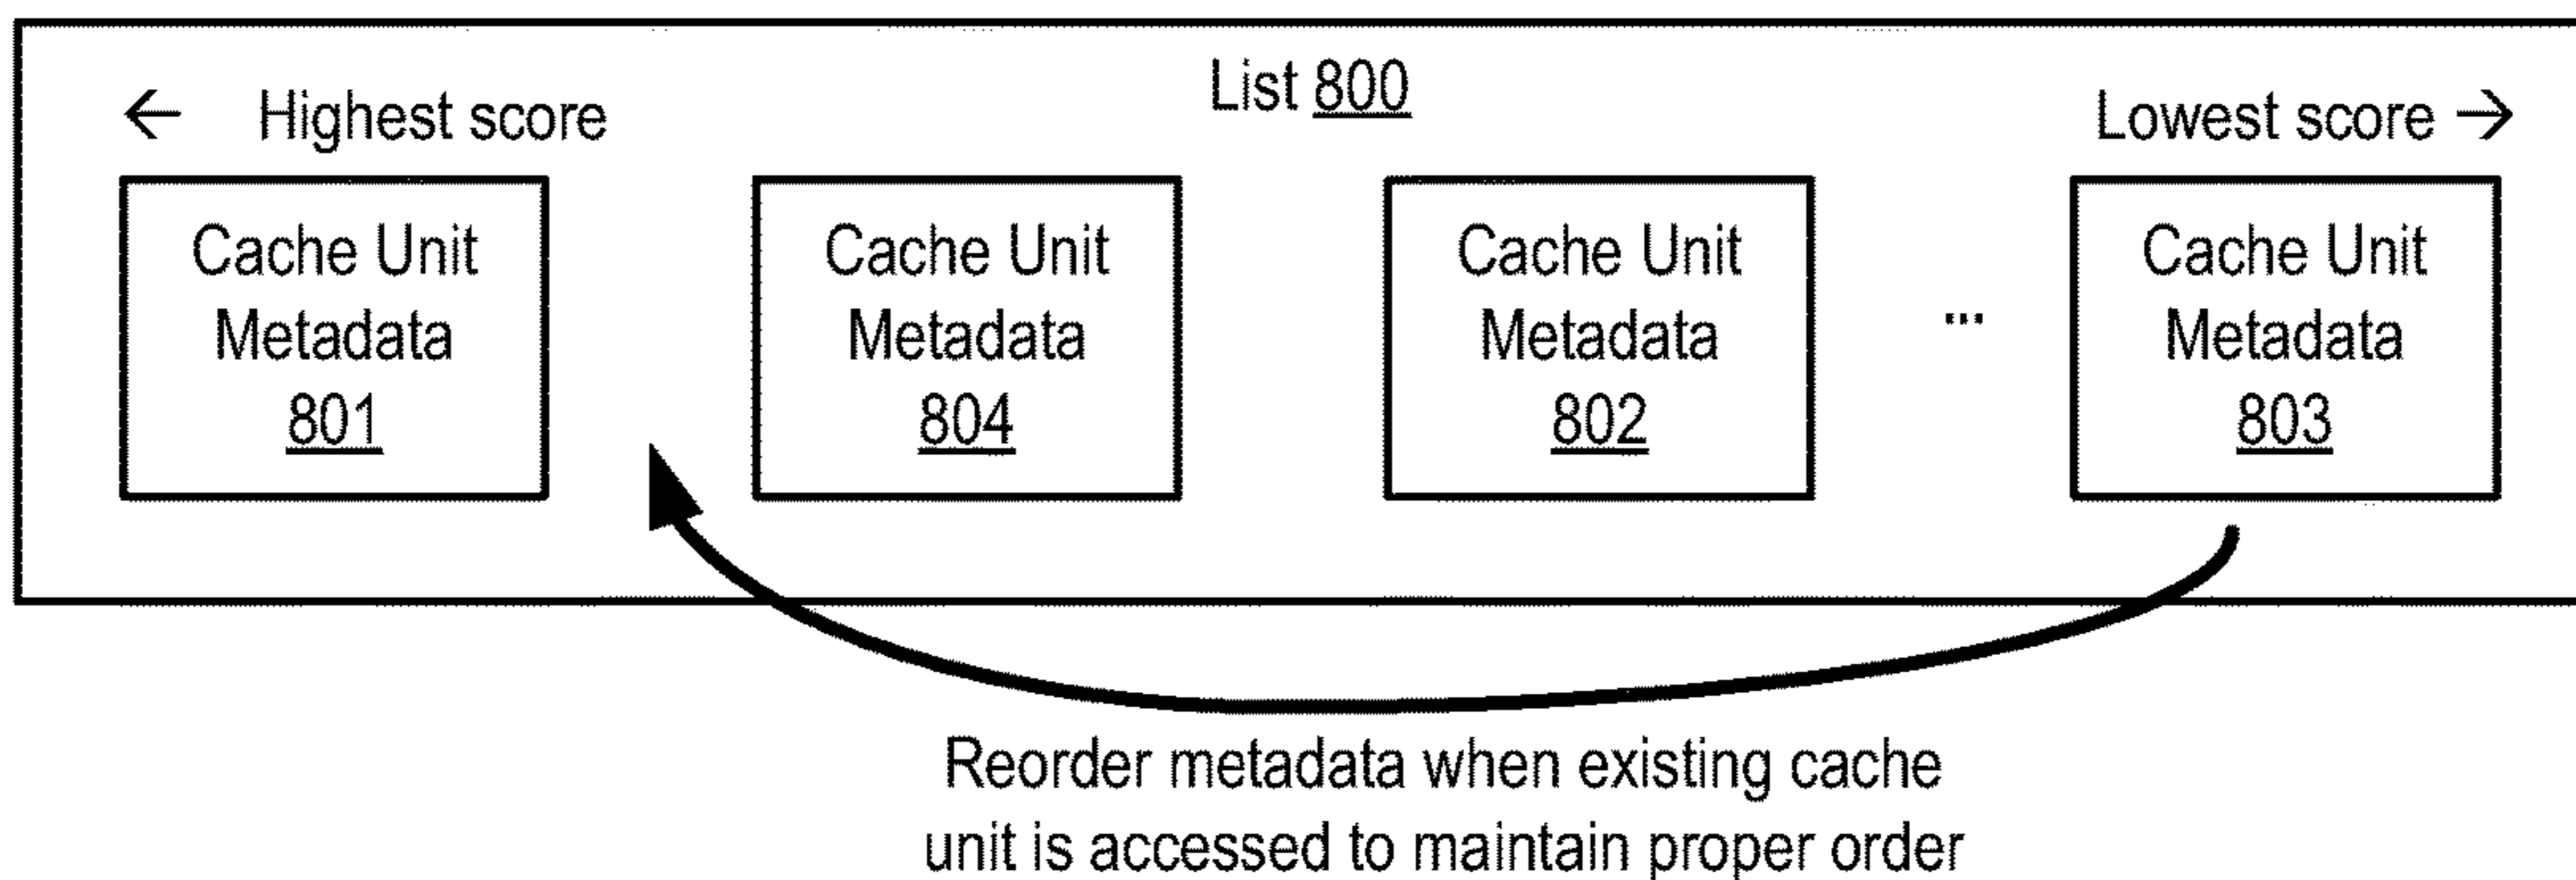 List 800
← Highest score
Lowest score →
Cache Unit
Metadata
801
Cache Unit
Metadata
804
Cache Unit
Metadata
802
...
Cache Unit
Metadata
803
Reorder metadata when existing cache
unit is accessed to maintain proper order